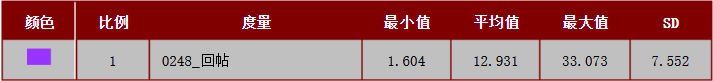 颜色 比例 度量 最小值 平均值 最大值 SD
1 0248_回帖 1.604 12.931 33.073 7.552